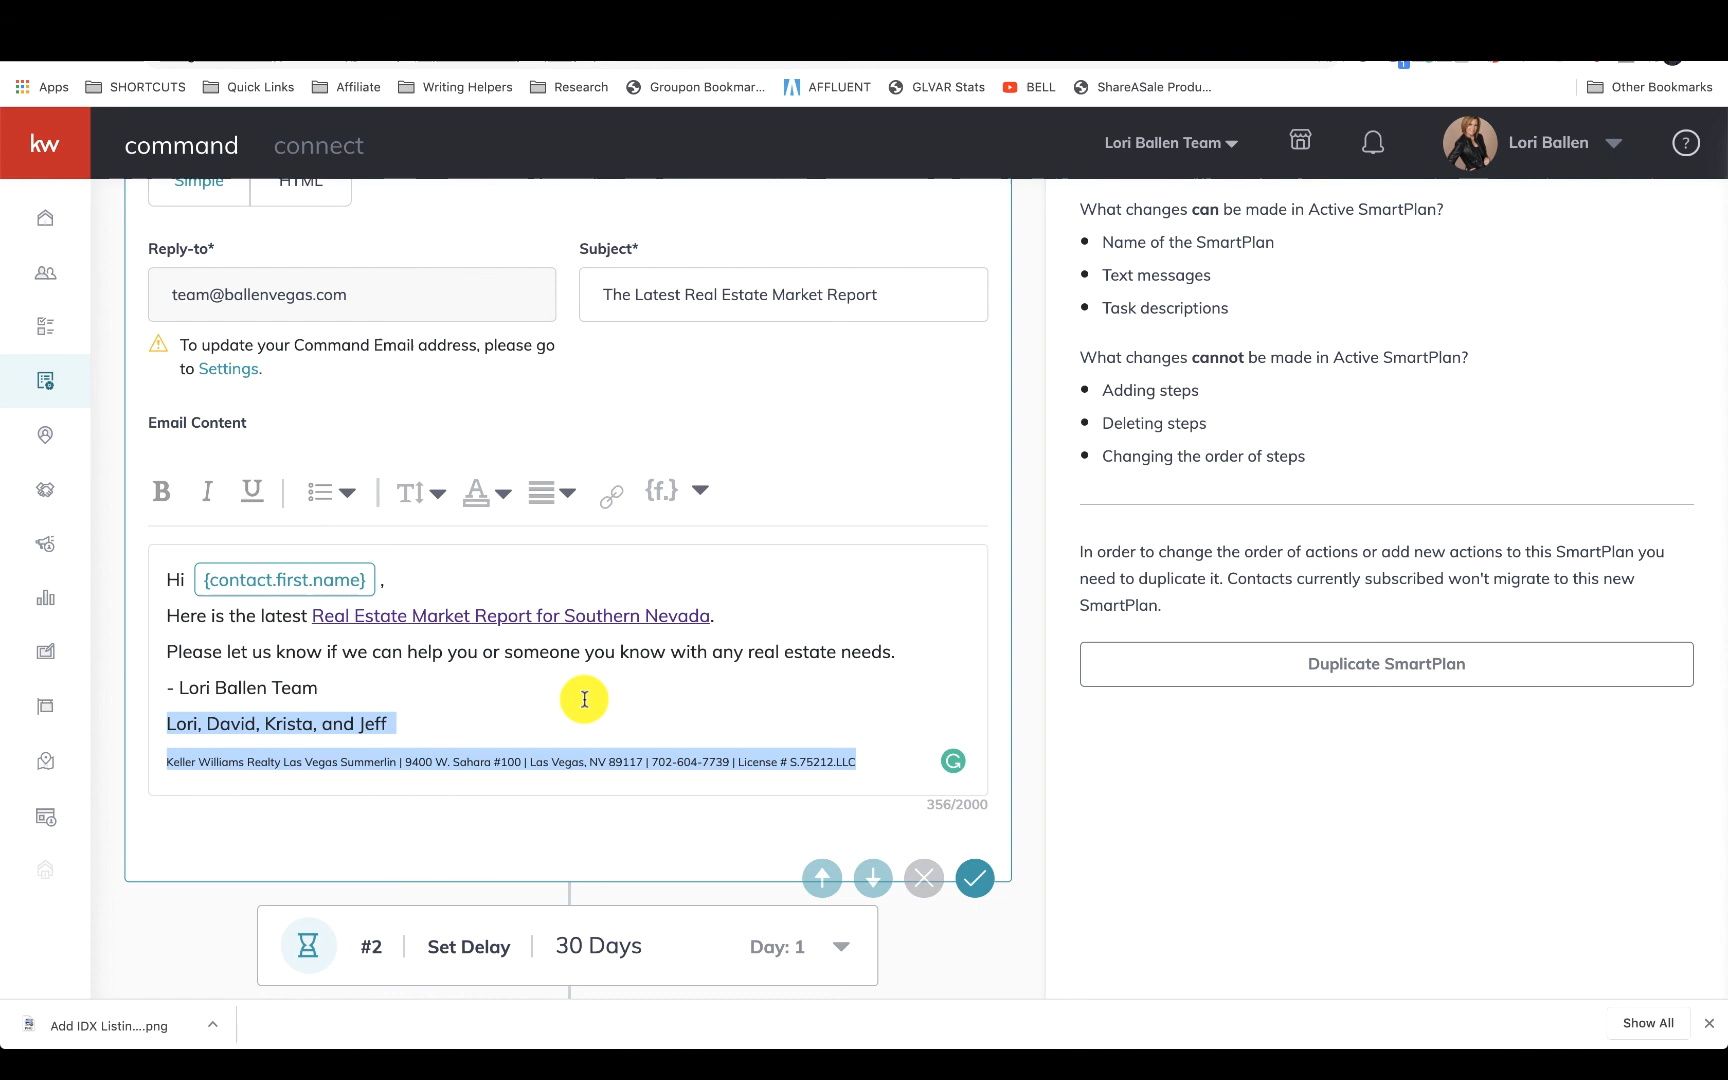 Apps SHORTCUTS Quick Links Affiliate Writing Helpers Research Groupon Bookmar... AFFLUENT GLVAR Stats BELL ShareASale Produ... Other Bookmarks
kw command connect Lori Ballen Team Lori Ballen ?
Simple HTML
Reply-to* Subject*
team@ballenvegas.com The Latest Real Estate Market Report
To update your Command Email address, please go
to Settings.
Email Content
B I U T A {f.}
Hi {contact.first.name} ,
Here is the latest Real Estate Market Report for Southern Nevada.
Please let us know if we can help you or someone you know with any real estate needs.
- Lori Ballen Team
Lori, David, Krista, and Jeff
Keller Williams Realty Las Vegas Summerlin | 9400 W. Sahara #100 | Las Vegas, NV 89117 | 702-604-7739 | License # S.75212.LLC
356/2000
#2 Set Delay 30 Days Day: 1
What changes can be made in Active SmartPlan?
Name of the SmartPlan
Text messages
Task descriptions
What changes cannot be made in Active SmartPlan?
Adding steps
Deleting steps
Changing the order of steps
In order to change the order of actions or add new actions to this SmartPlan you
need to duplicate it. Contacts currently subscribed won't migrate to this new
SmartPlan.
Duplicate SmartPlan
Add IDX Listin....png Show All